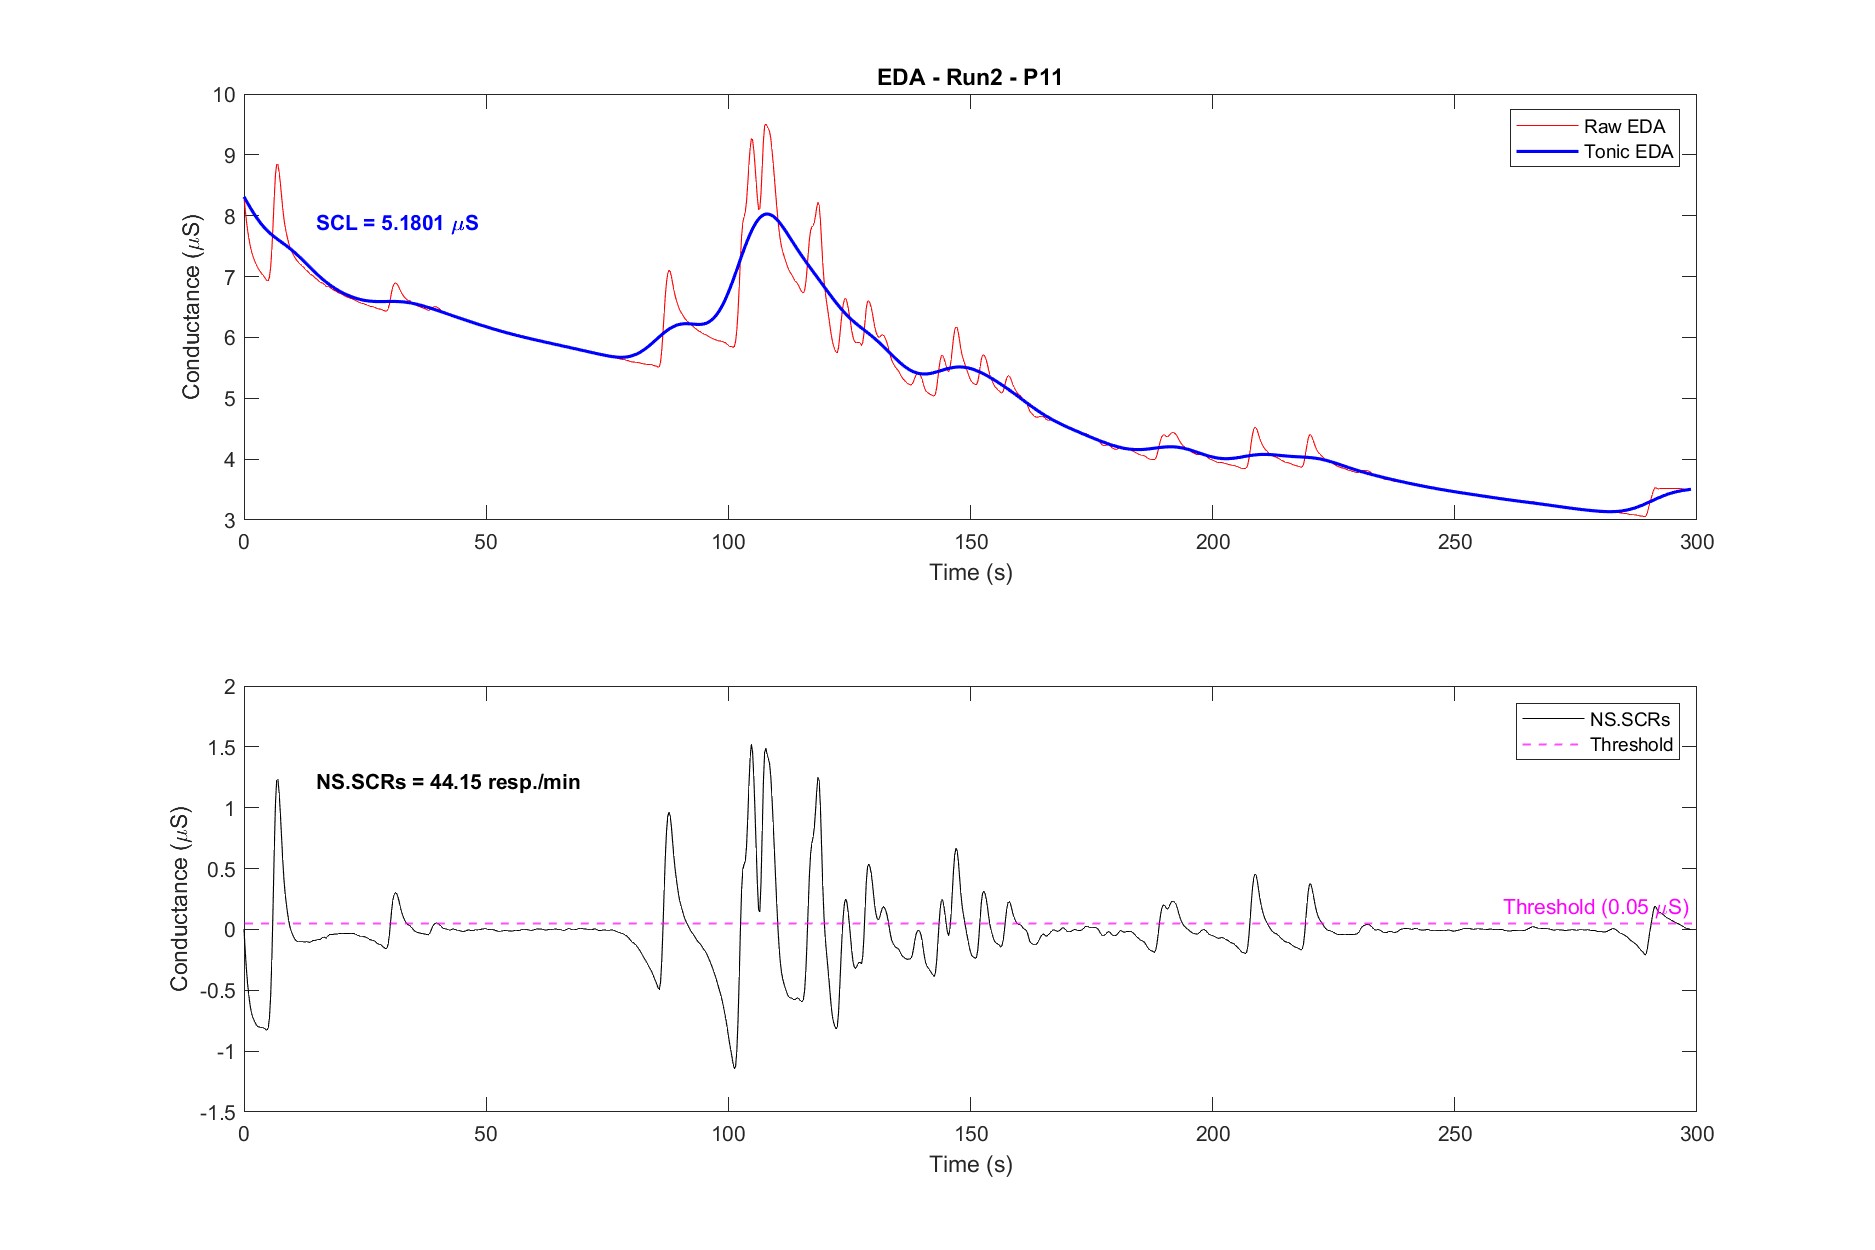 EDA - Run2 - P11
10
9
8
7
6
5
4
3
Conductance (μS)
SCL = 5.1801 μS
Raw EDA
Tonic EDA
0 50 100 150 200 250 300
Time (s)
2
1.5
1
0.5
0
-0.5
-1
-1.5
Conductance (μS)
NS.SCRs = 44.15 resp./min
NS.SCRs
Threshold
Threshold (0.05 μS)
0 50 100 150 200 250 300
Time (s)